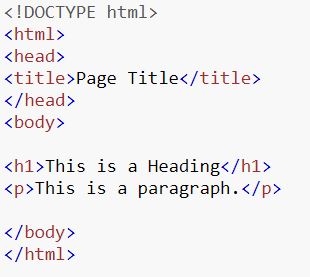 <!DOCTYPE html>
<html>
<head>
<title>Page Title</title>
</head>
<body>

<h1>This is a Heading</h1>
<p>This is a paragraph.</p>

</body>
</html>